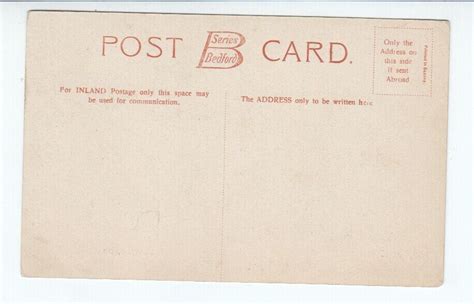 POST B CARD.
Series
Bedford
Only the
Address on
this side
if sent
Abroad
For INLAND Postage only this space may
be used for communication.
The ADDRESS only to be written here